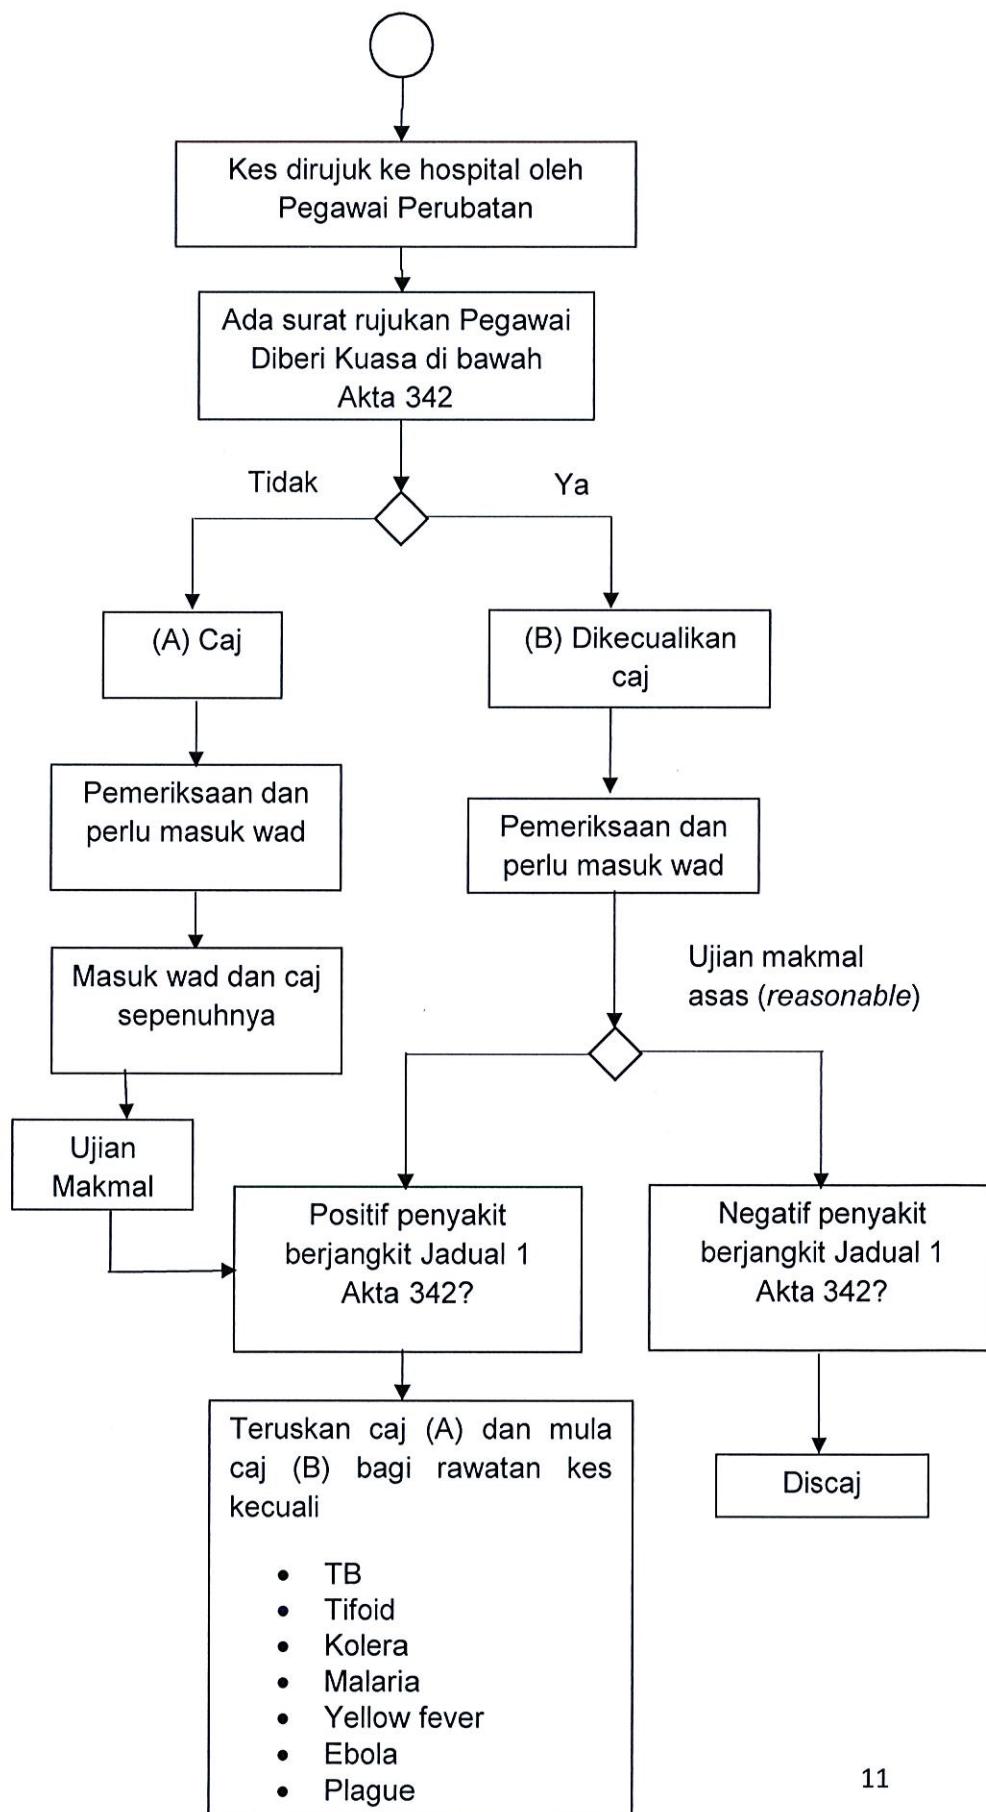 Kes dirujuk ke hospital oleh
Pegawai Perubatan
Ada surat rujukan Pegawai
Diberi Kuasa di bawah
Akta 342
Tidak
Ya
(A) Caj
(B) Dikecualikan
caj
Pemeriksaan dan
perlu masuk wad
Pemeriksaan dan
perlu masuk wad
Masuk wad dan caj
sepenuhnya
Ujian makmal
asas (reasonable)
Ujian
Makmal
Positif penyakit
berjangkit Jadual 1
Akta 342?
Negatif penyakit
berjangkit Jadual 1
Akta 342?
Teruskan caj (A) dan mula
caj (B) bagi rawatan kes
kecuali
• TB
• Tifoid
• Kolera
• Malaria
• Yellow fever
• Ebola
• Plague
Discaj
11